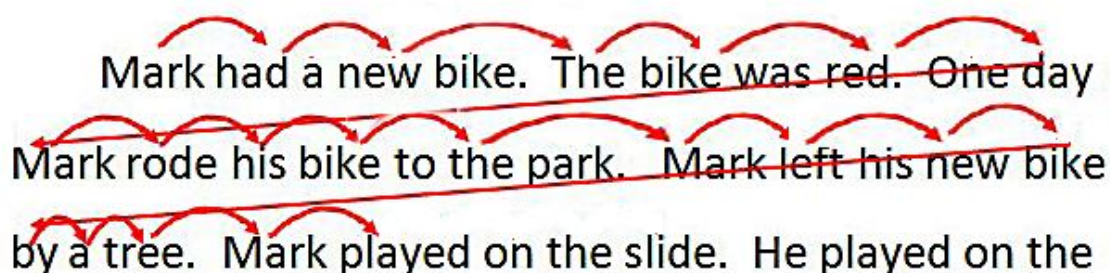 Mark had a new bike.  The bike was red.  One day
Mark rode his bike to the park.  Mark left his new bike
by a tree.  Mark played on the slide.  He played on the